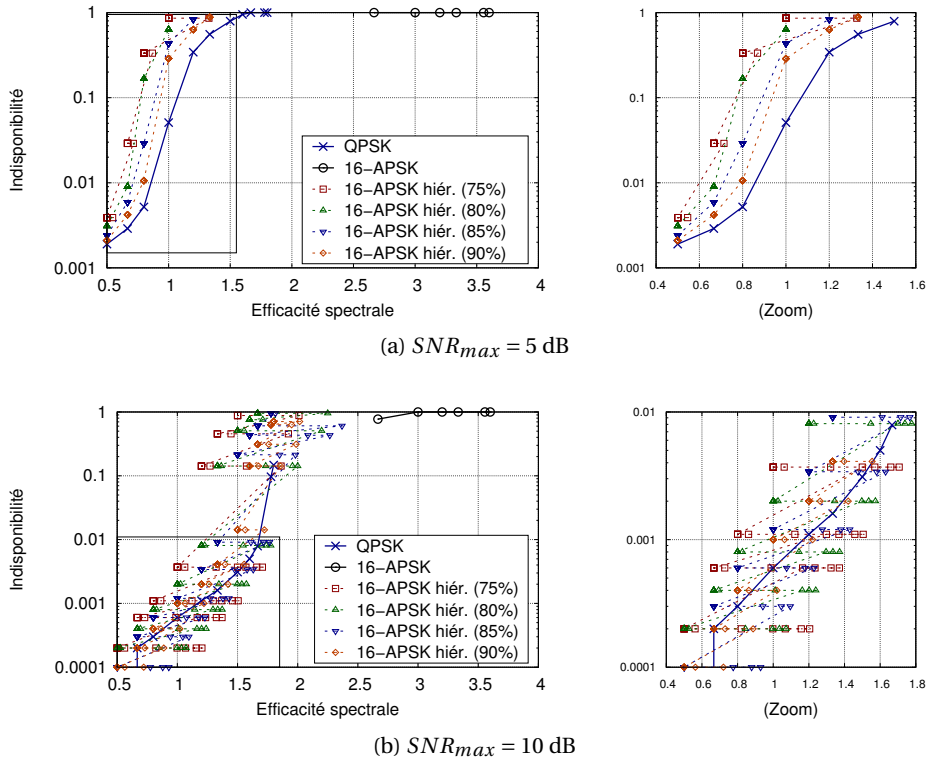 1
0.1
0.01
0.001
Indisponibilité
QPSK
16−APSK
16−APSK hiér. (75%)
16−APSK hiér. (80%)
16−APSK hiér. (85%)
16−APSK hiér. (90%)
0.5 1 1.5 2 2.5 3 3.5 4
Efficacité spectrale
1
0.1
0.01
0.001
0.4 0.6 0.8 1 1.2 1.4 1.6
(Zoom)
(a) SNRmax = 5 dB
1
0.1
0.01
0.001
0.0001
Indisponibilité
QPSK
16−APSK
16−APSK hiér. (75%)
16−APSK hiér. (80%)
16−APSK hiér. (85%)
16−APSK hiér. (90%)
0.5 1 1.5 2 2.5 3 3.5 4
Efficacité spectrale
0.01
0.001
0.0001
0.4 0.6 0.8 1 1.2 1.4 1.6 1.8
(Zoom)
(b) SNRmax = 10 dB